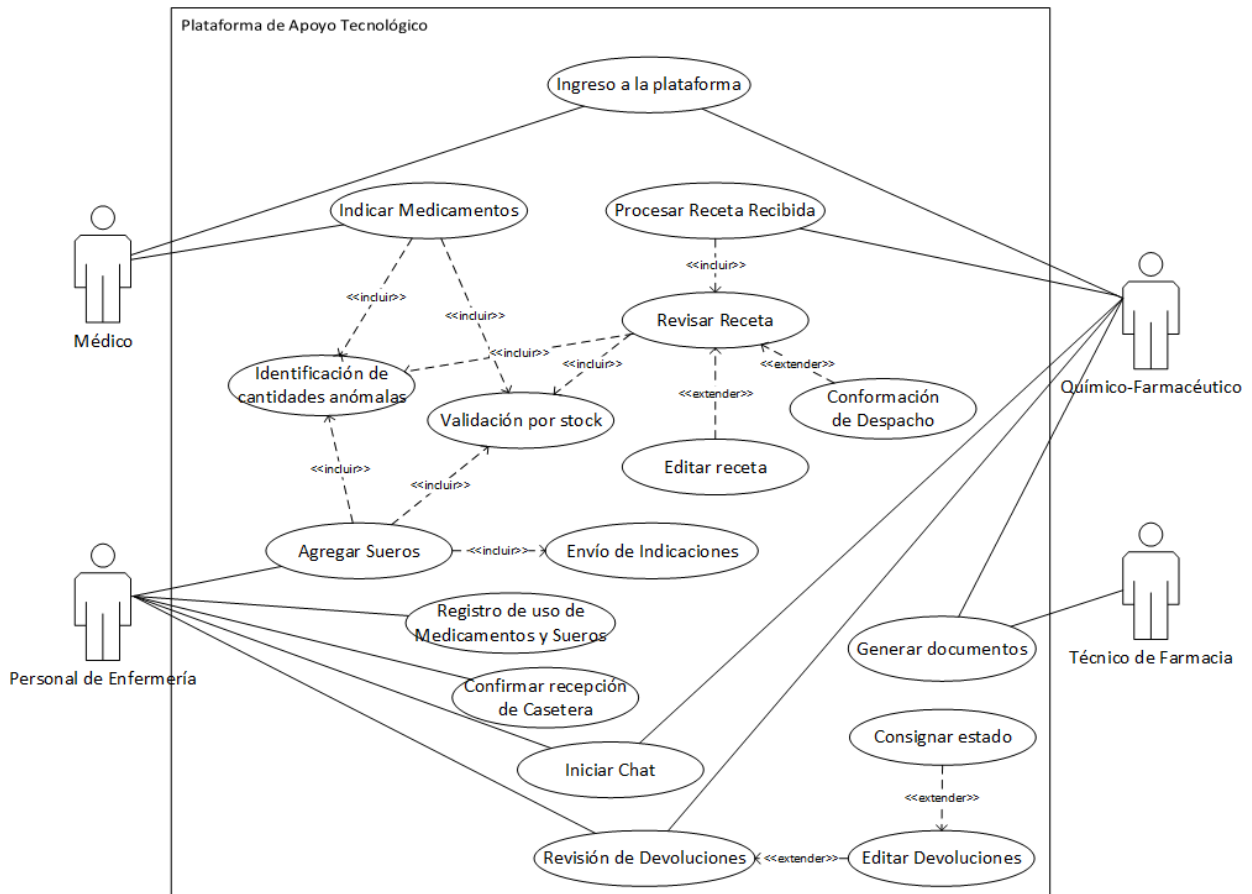 Plataforma de Apoyo Tecnológico
Ingreso a la plataforma
Indicar Medicamentos
Procesar Receta Recibida
<<incluir>>
<<incluir>>
<<incluir>>
Médico
Revisar Receta
Químico-Farmacéutico
<<incluir>>
<<incluir>>
<<extender>>
Identificación de
cantidades anómalas
Validación por stock
<<extender>>
Conformación
de Despacho
Editar receta
<<incluir>>
<<incluir>>
Agregar Sueros
<<incluir>>
Envío de Indicaciones
Registro de uso de
Medicamentos y Sueros
Personal de Enfermería
Generar documentos
Técnico de Farmacia
Confirmar recepción
de Casetera
Consignar estado
Iniciar Chat
<<extender>>
Revisión de Devoluciones
<<extender>>
Editar Devoluciones